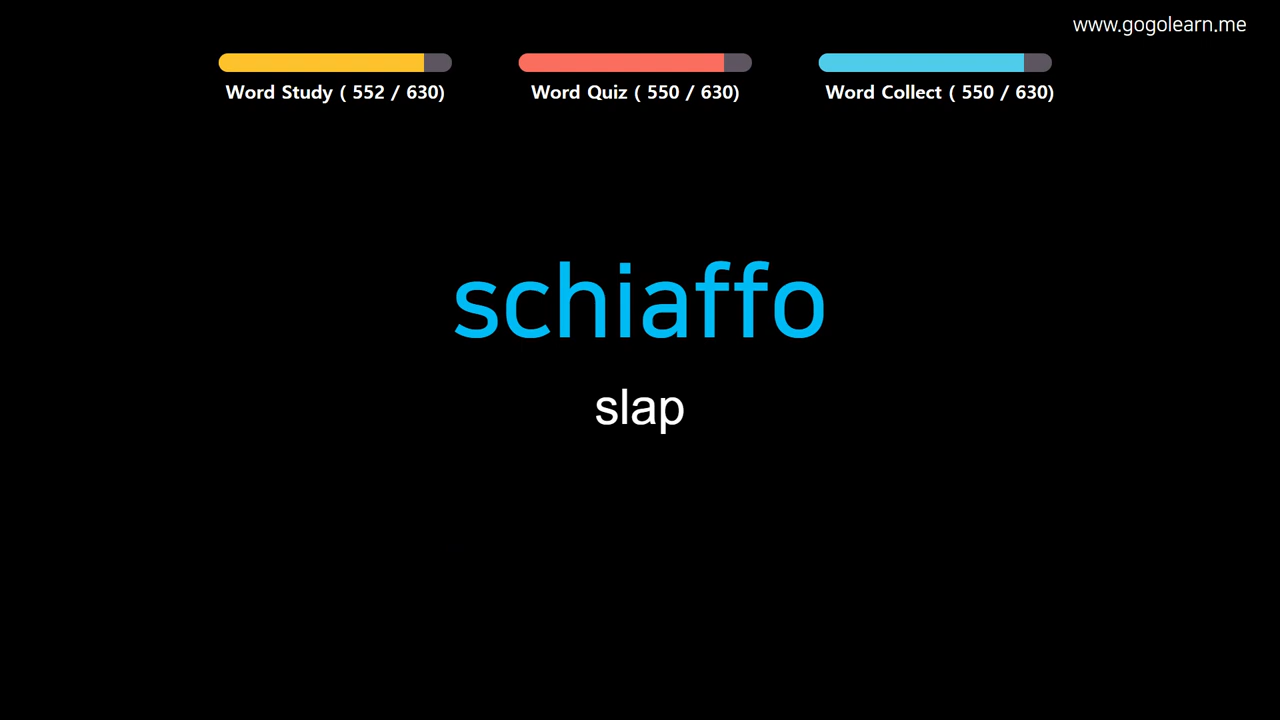 www.gogolearn.me
Word Study ( 552 / 630)
Word Quiz ( 550 / 630)
Word Collect ( 550 / 630)
schiaffo
slap